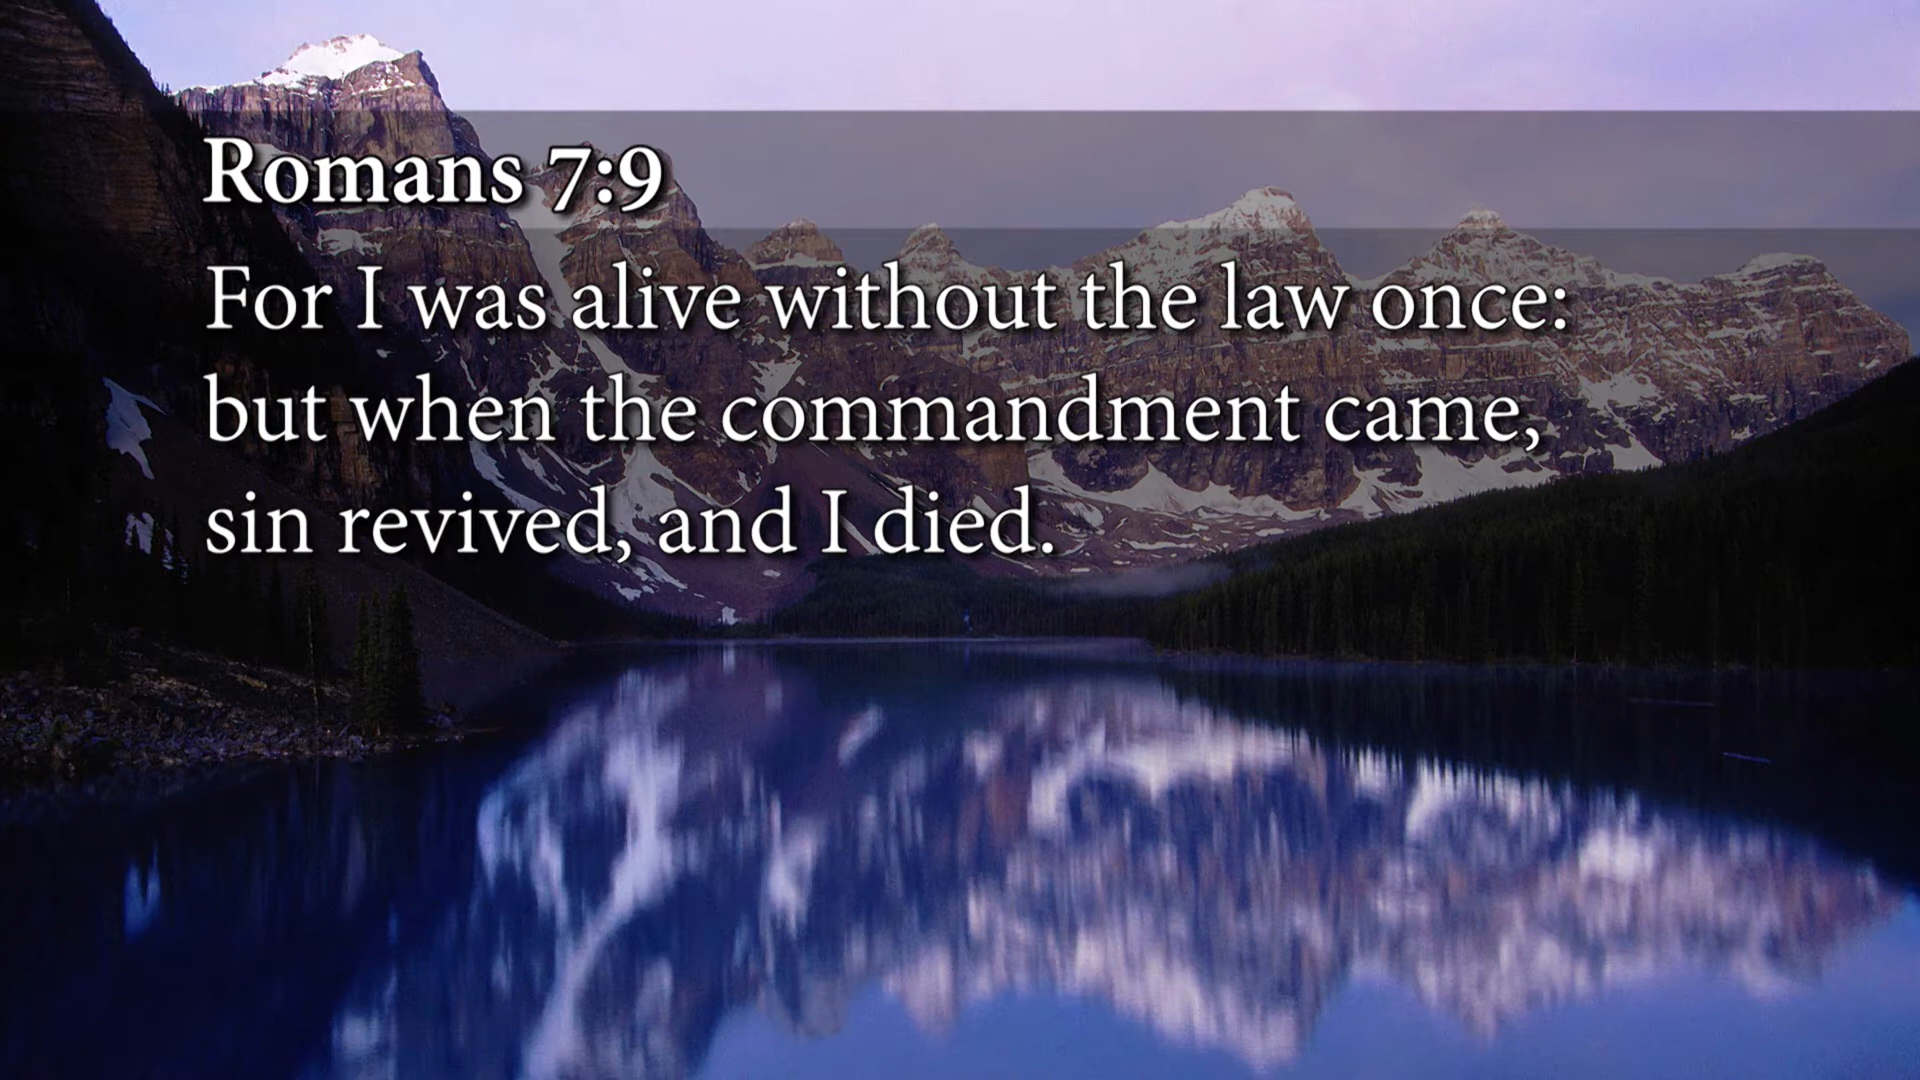 Romans 7:9
For I was alive without the law once:
but when the commandment came,
sin revived, and I died.